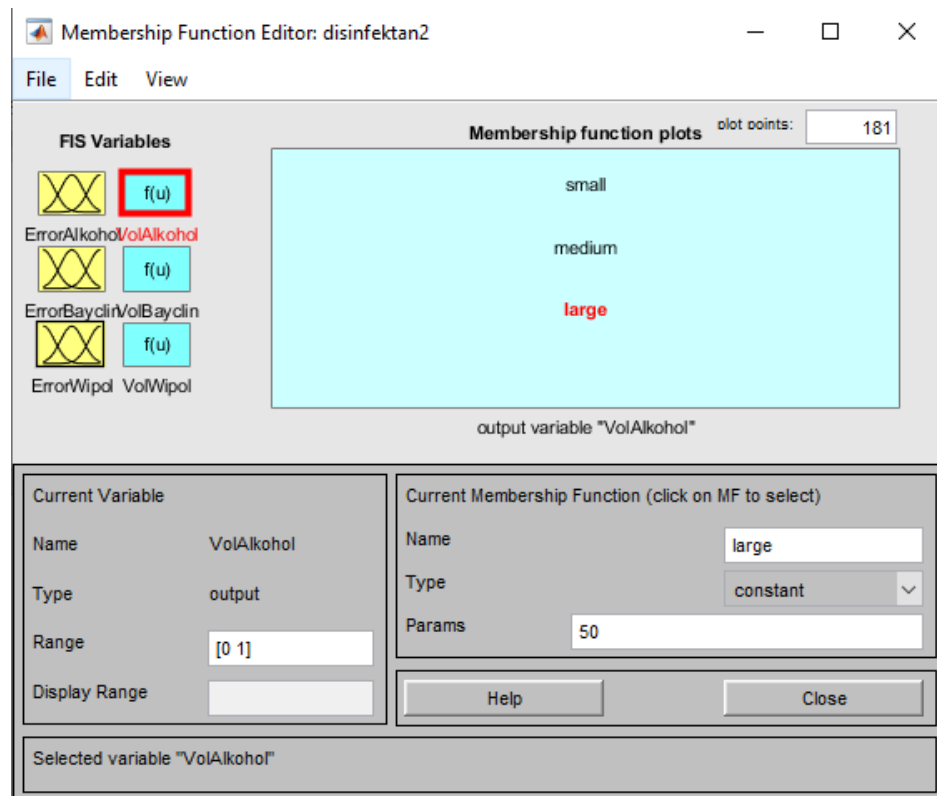 Membership Function Editor: disinfektan2
File Edit View
FIS Variables
f(u)
ErrorAlkohol VolAlkohol
f(u)
ErrorBayclin VolBayclin
f(u)
ErrorWipol VolWipol
Membership function plots plot points: 181
small
medium
large
output variable "VolAlkohol"
Current Variable
Name VolAlkohol
Type output
Range [0 1]
Display Range
Current Membership Function (click on MF to select)
Name large
Type constant
Params 50
Help Close
Selected variable "VolAlkohol"